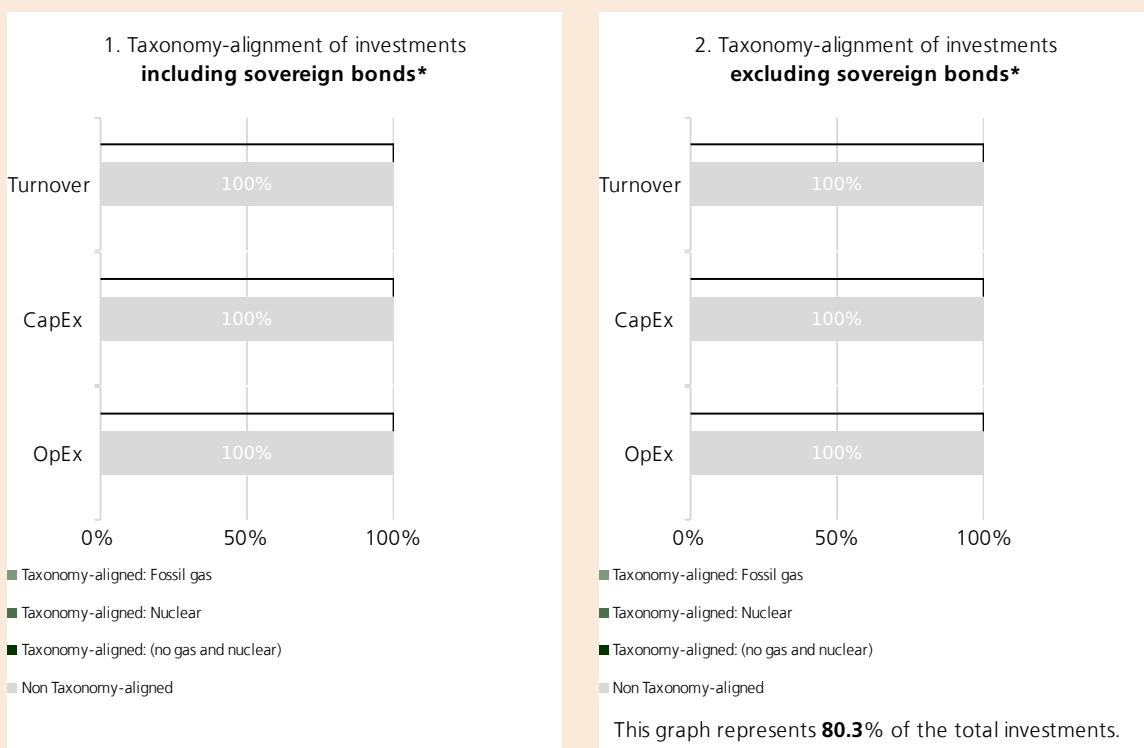 1. Taxonomy-alignment of investments
including sovereign bonds*
Turnover
100%
CapEx
100%
OpEx
100%
0%
50%
100%
Taxonomy-aligned: Fossil gas
Taxonomy-aligned: Nuclear
Taxonomy-aligned: (no gas and nuclear)
Non Taxonomy-aligned
2. Taxonomy-alignment of investments
excluding sovereign bonds*
Turnover
100%
CapEx
100%
OpEx
100%
0%
50%
100%
Taxonomy-aligned: Fossil gas
Taxonomy-aligned: Nuclear
Taxonomy-aligned: (no gas and nuclear)
Non Taxonomy-aligned
This graph represents 80.3% of the total investments.